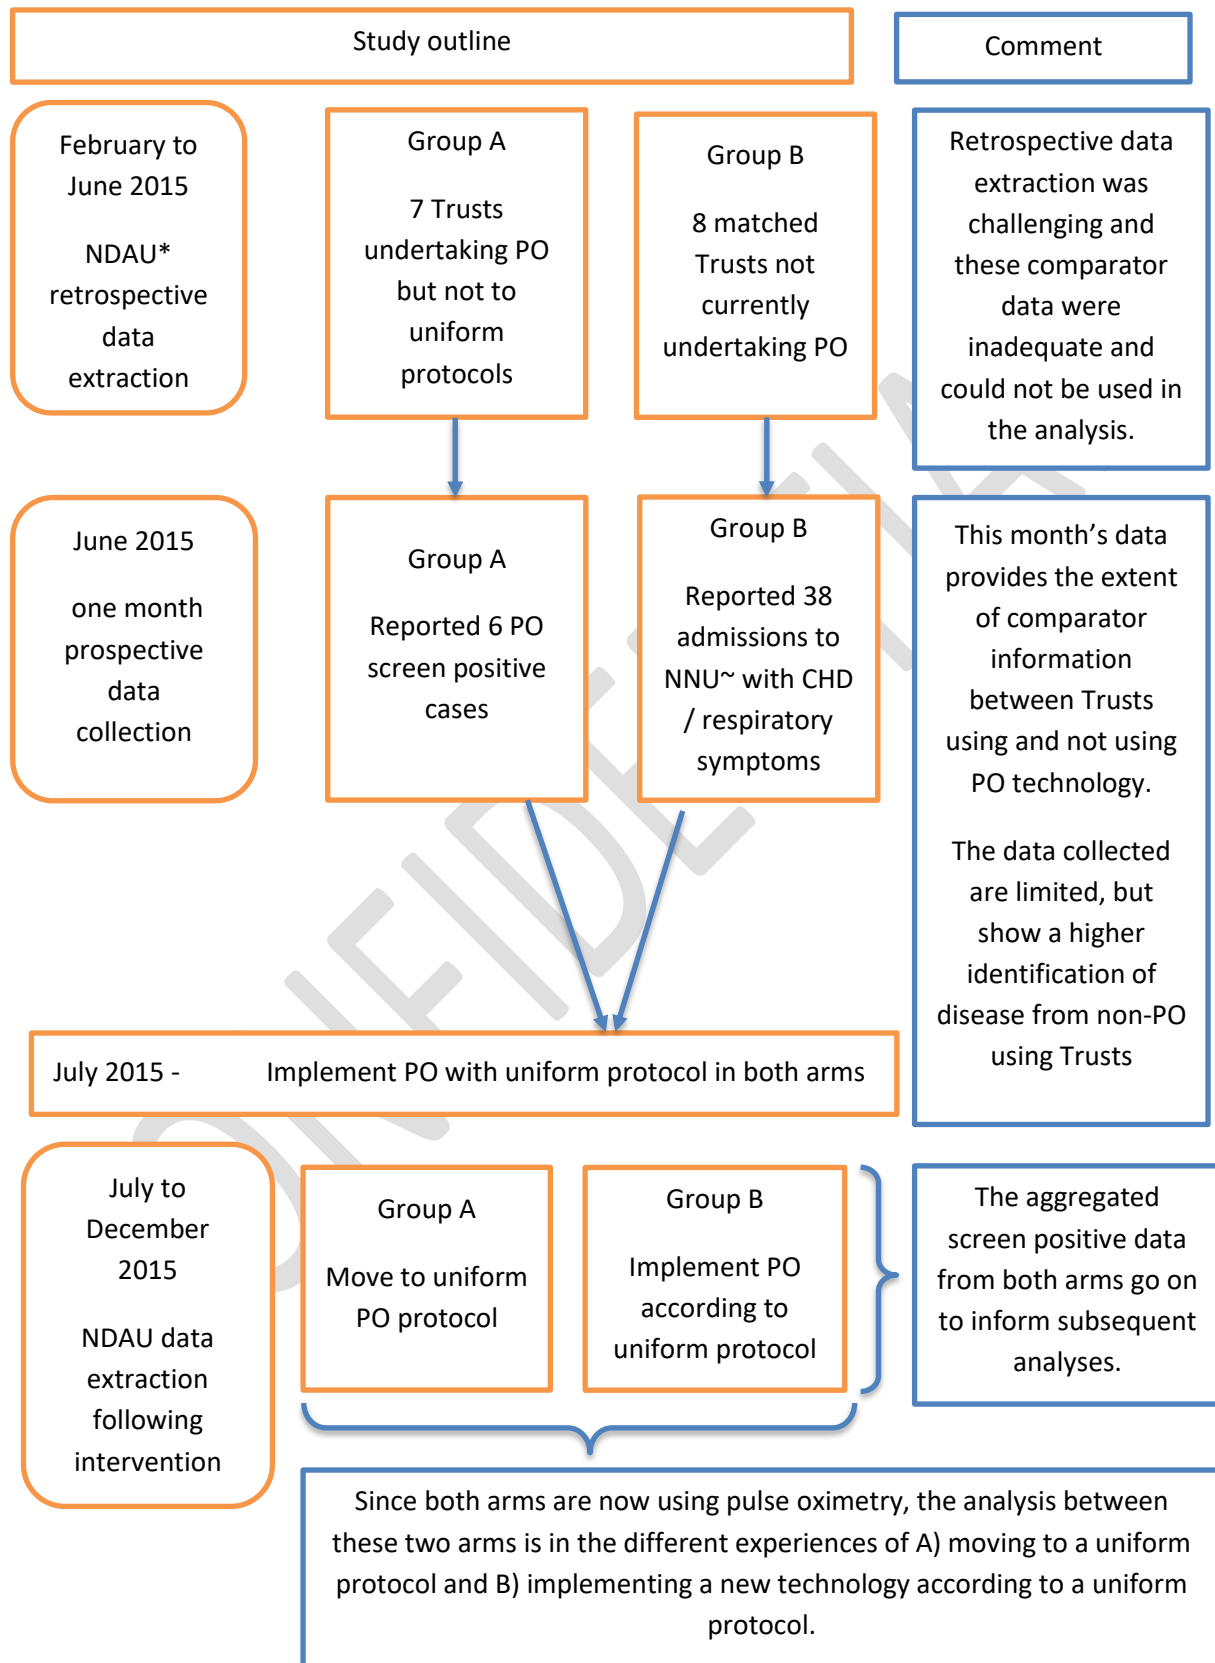 Study outline
Comment
February to
June 2015
NDAU*
retrospective
data
extraction
Group A
7 Trusts
undertaking PO
but not to
uniform
protocols
Group B
8 matched
Trusts not
currently
undertaking PO
Retrospective data
extraction was
challenging and
these comparator
data were
inadequate and
could not be used in
the analysis.
June 2015
one month
prospective
data
collection
Group A
Reported 6 PO
screen positive
cases
Group B
Reported 38
admissions to
NNU~ with CHD
/ respiratory
symptoms
This month’s data
provides the extent
of comparator
information
between Trusts
using and not using
PO technology.
The data collected
are limited, but
show a higher
identification of
disease from non-PO
using Trusts
July 2015 - Implement PO with uniform protocol in both arms
July to
December
2015
NDAU data
extraction
following
intervention
Group A
Move to uniform
PO protocol
Group B
Implement PO
according to
uniform protocol
The aggregated
screen positive data
from both arms go on
to inform subsequent
analyses.
Since both arms are now using pulse oximetry, the analysis between
these two arms is in the different experiences of A) moving to a uniform
protocol and B) implementing a new technology according to a uniform
protocol.